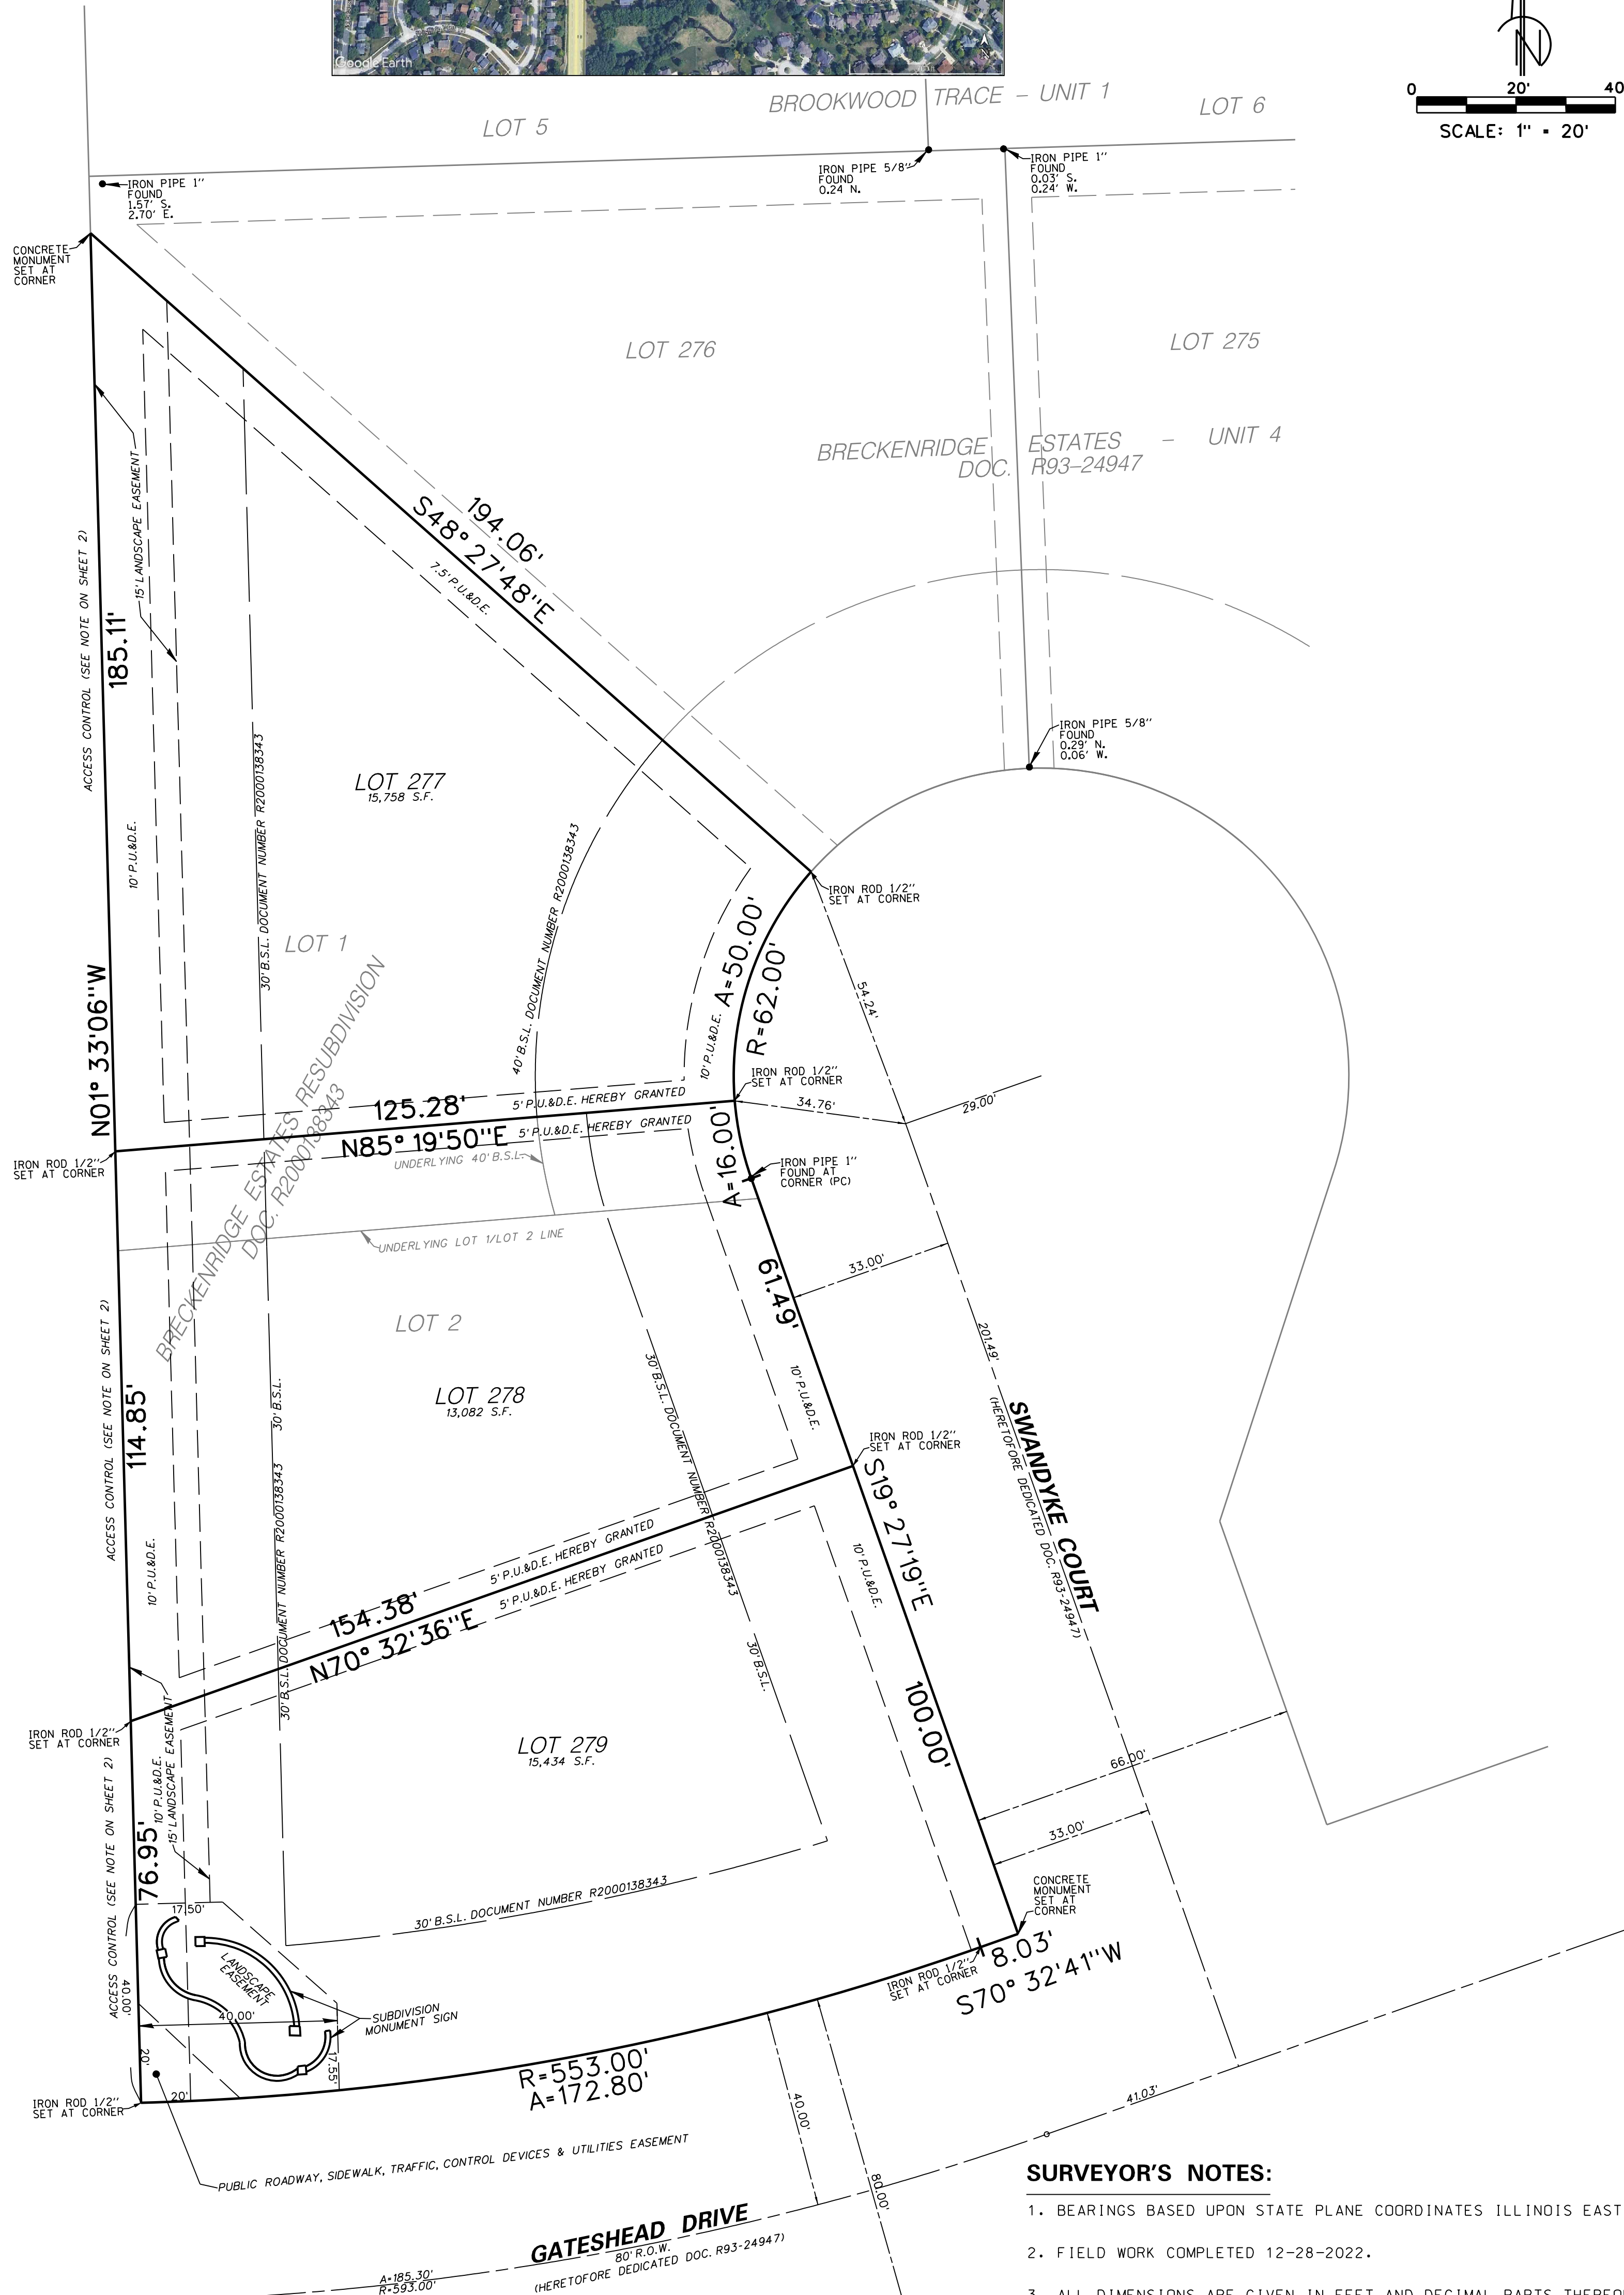 Google Earth
N
0 20' 40
SCALE: 1" = 20'
BROOKWOOD TRACE - UNIT 1
LOT 5
LOT 6
IRON PIPE 1"
FOUND
1.57' S.
2.70' E.
IRON PIPE 5/8"
FOUND
0.24 N.
IRON PIPE 1"
FOUND
0.03' S.
0.24' W.
CONCRETE
MONUMENT
SET AT
CORNER
LOT 276
LOT 275
BRECKENRIDGE ESTATES - UNIT 4
DOC. R93-24947
194.06'
S48° 27'48"E
7.5' P.U.&D.E.
15' LANDSCAPE EASEMENT
ACCESS CONTROL (SEE NOTE ON SHEET 2)
185.11'
10' P.U.&D.E.
30' B.S.L. DOCUMENT NUMBER R2000138343
LOT 277
15,758 S.F.
40' B.S.L. DOCUMENT NUMBER R2000138343
IRON PIPE 5/8"
FOUND
0.29' N.
0.06' W.
IRON ROD 1/2"
SET AT CORNER
LOT 1
BRECKENRIDGE ESTATES RESUBDIVISION
DOC. R2000138343
N01° 33'06"W
A=50.00'
R=62.00'
10' P.U.&D.E.
54.24'
IRON ROD 1/2"
SET AT CORNER
34.76'
29.00'
125.28'
5' P.U.&D.E. HEREBY GRANTED
N85° 19'50"E
5' P.U.&D.E. HEREBY GRANTED
UNDERLYING 40' B.S.L.
A=16.00'
IRON ROD 1/2"
SET AT CORNER
IRON PIPE 1"
FOUND AT
CORNER (PC)
UNDERLYING LOT 1/LOT 2 LINE
61.49'
33.00'
LOT 2
201.49'
ACCESS CONTROL (SEE NOTE ON SHEET 2)
114.85'
30' B.S.L.
LOT 278
13,082 S.F.
30' B.S.L. DOCUMENT NUMBER R2000138343
10' P.U.&D.E.
SWANDYKE COURT
(HERETOFORE DEDICATED DOC. R93-24947)
IRON ROD 1/2"
SET AT CORNER
S19° 27'19"E
10' P.U.&D.E.
30' B.S.L. DOCUMENT NUMBER R2000138343
5' P.U.&D.E. HEREBY GRANTED
5' P.U.&D.E. HEREBY GRANTED
154.38'
N70° 32'36"E
10' P.U.&D.E.
30' B.S.L.
100.00'
IRON ROD 1/2"
SET AT CORNER
LOT 279
15,434 S.F.
10' P.U.&D.E.
15' LANDSCAPE EASEMENT
ACCESS CONTROL (SEE NOTE ON SHEET 2)
76.95'
66.00'
33.00'
30' B.S.L. DOCUMENT NUMBER R2000138343
CONCRETE
MONUMENT
SET AT
CORNER
17.50'
LANDSCAPE
EASEMENT
40.00'
40.00'
SUBDIVISION
MONUMENT SIGN
17.55'
20'
20'
IRON ROD 1/2"
SET AT CORNER
8.03'
S70° 32'41"W
IRON ROD 1/2"
SET AT CORNER
R=553.00'
A=172.80'
40.00'
80.00'
41.03'
PUBLIC ROADWAY, SIDEWALK, TRAFFIC, CONTROL DEVICES & UTILITIES EASEMENT
GATESHEAD DRIVE
80' R.O.W.
(HERETOFORE DEDICATED DOC. R93-24947)
A=185.30'
R=593.00'
SURVEYOR'S NOTES:
1. BEARINGS BASED UPON STATE PLANE COORDINATES ILLINOIS EAST
2. FIELD WORK COMPLETED 12-28-2022.
3. ALL DIMENSIONS ARE GIVEN IN FEET AND DECIMAL PARTS